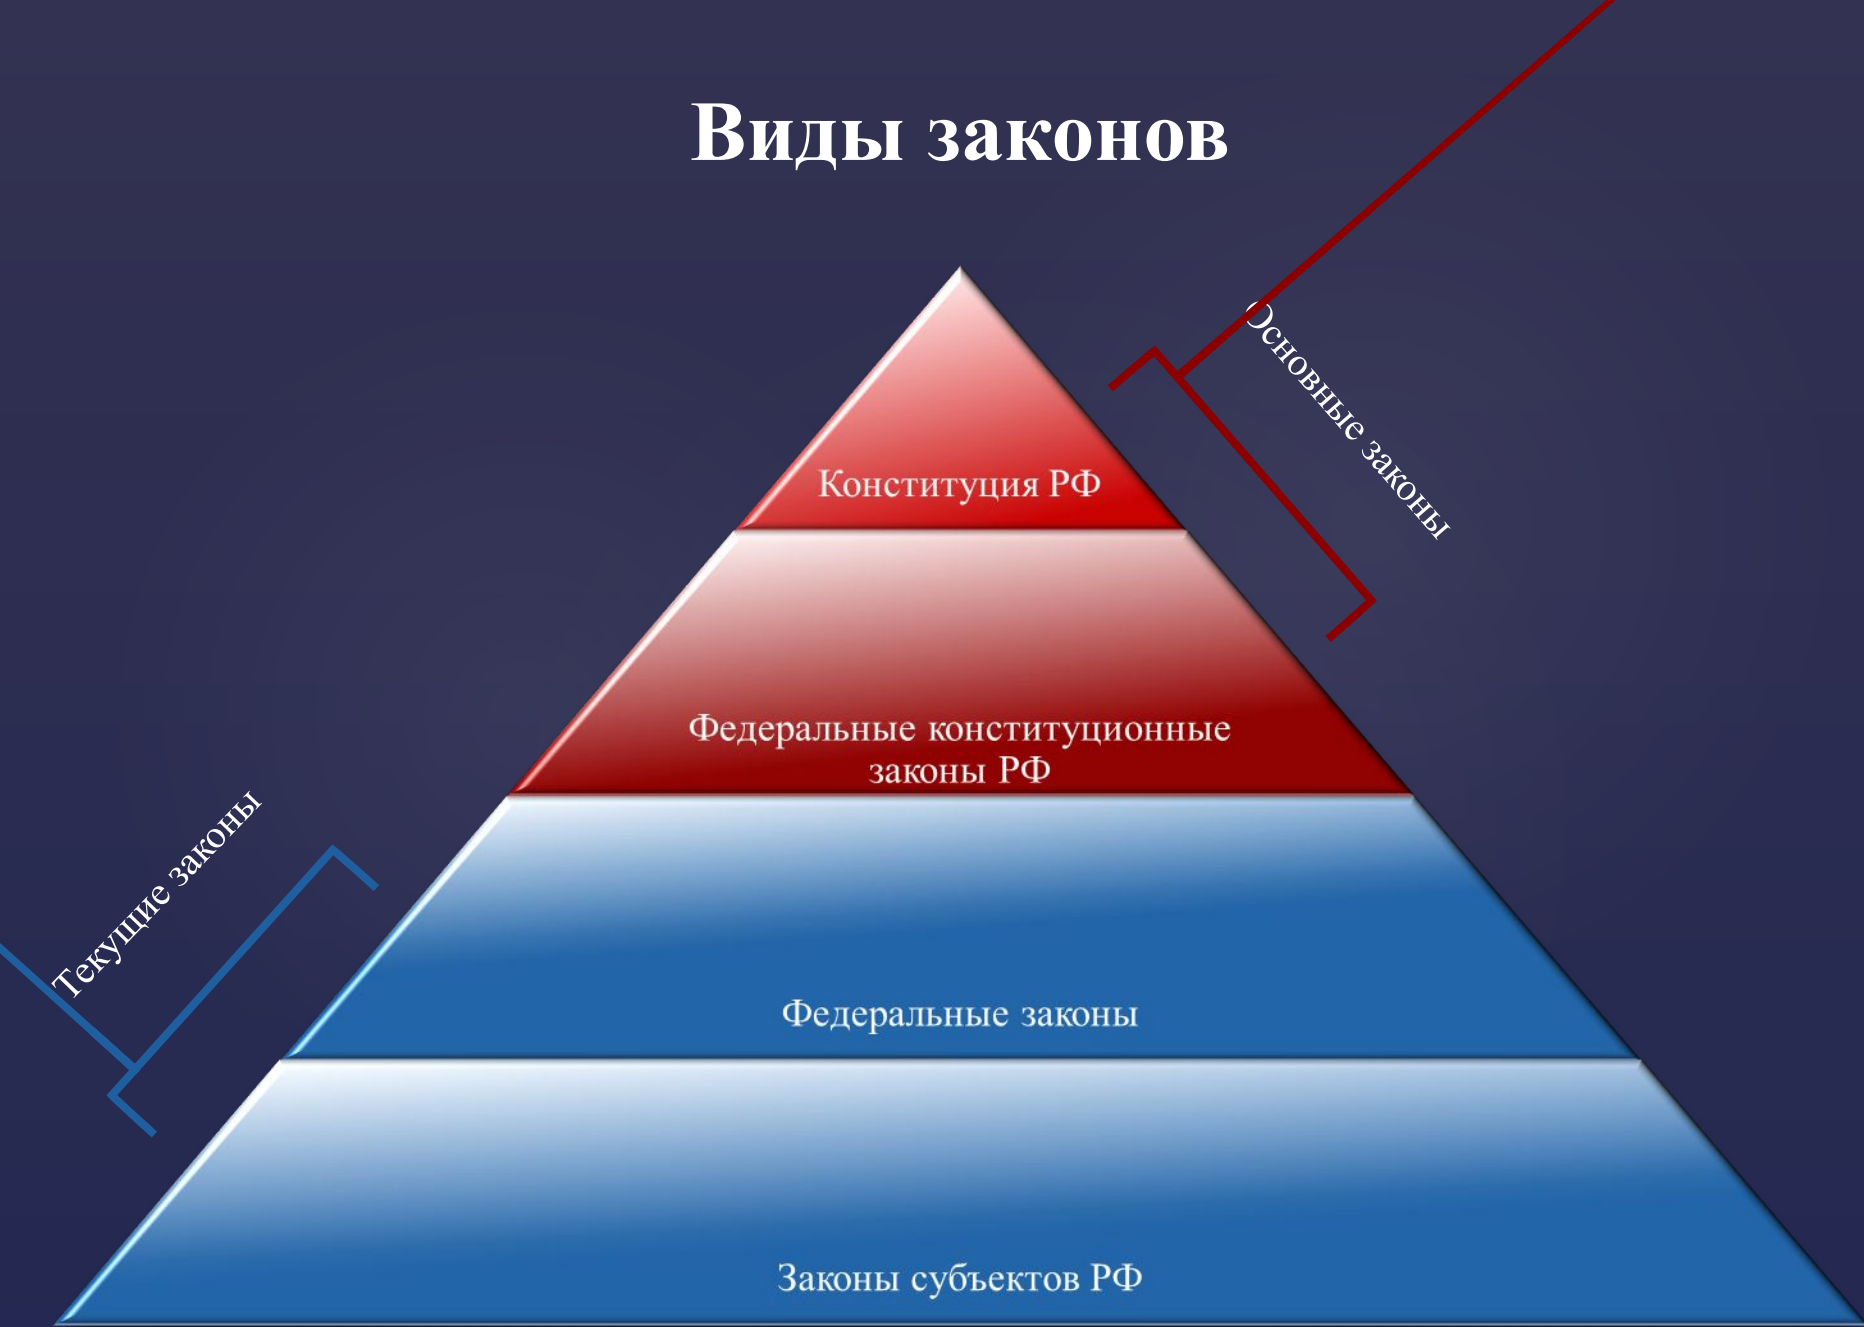 Виды законов
Основные законы
Конституция РФ
Федеральные конституционные
законы РФ
Текущие законы
Федеральные законы
Законы субъектов РФ